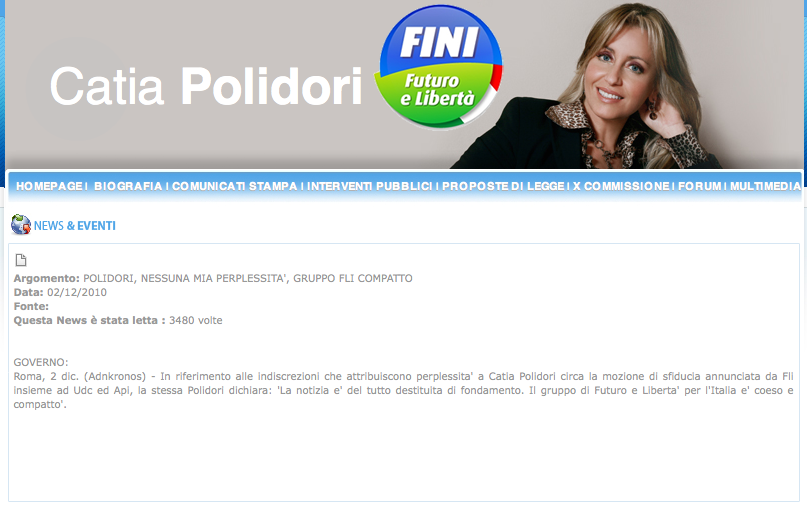 Catia Polidori
FINI
Futuro
e Libertà
HOMEPAGE | BIOGRAFIA | COMUNICATI STAMPA | INTERVENTI PUBBLICI | PROPOSTE DI LEGGE | X COMMISSIONE | FORUM | MULTIMEDIA
NEWS & EVENTI
Argomento: POLIDORI, NESSUNA MIA PERPLESSITA', GRUPPO FLI COMPATTO
Data: 02/12/2010
Fonte:
Questa News è stata letta : 3480 volte
GOVERNO:
Roma, 2 dic. (Adnkronos) - In riferimento alle indiscrezioni che attribuiscono perplessita' a Catia Polidori circa la mozione di sfiducia annunciata da Fli
insieme ad Udc ed Api, la stessa Polidori dichiara: 'La notizia e' del tutto destituita di fondamento. Il gruppo di Futuro e Liberta' per l'Italia e' coeso e
compatto'.